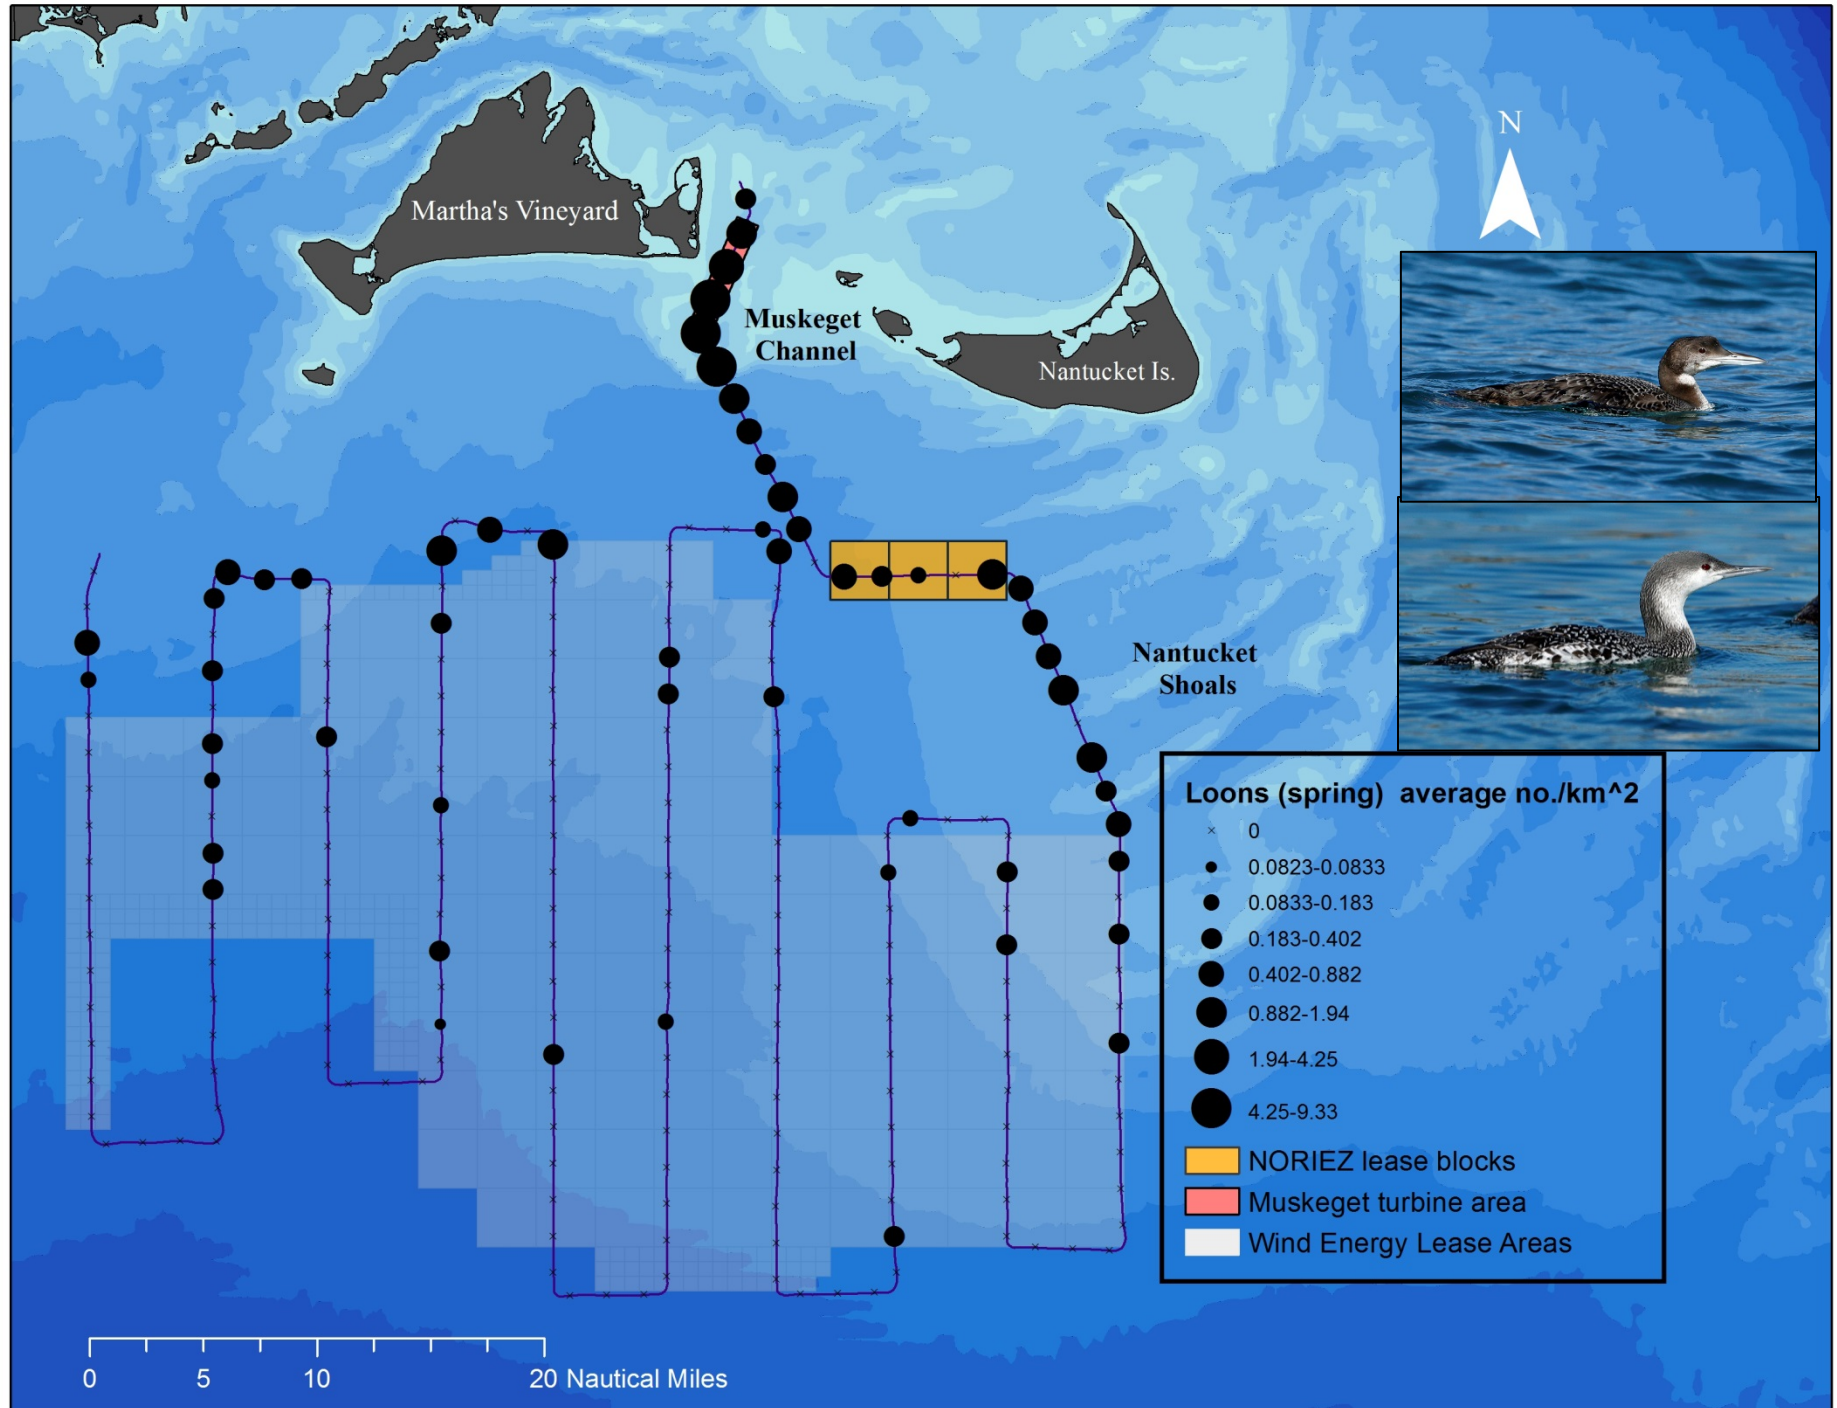 N
Martha's Vineyard
Muskeget
Channel
Nantucket Is.
Nantucket
Shoals
Loons (spring) average no./km^2
0
0.0823-0.0833
0.0833-0.183
0.183-0.402
0.402-0.882
0.882-1.94
1.94-4.25
4.25-9.33
NORIEZ lease blocks
Muskeget turbine area
Wind Energy Lease Areas
0 5 10 20 Nautical Miles